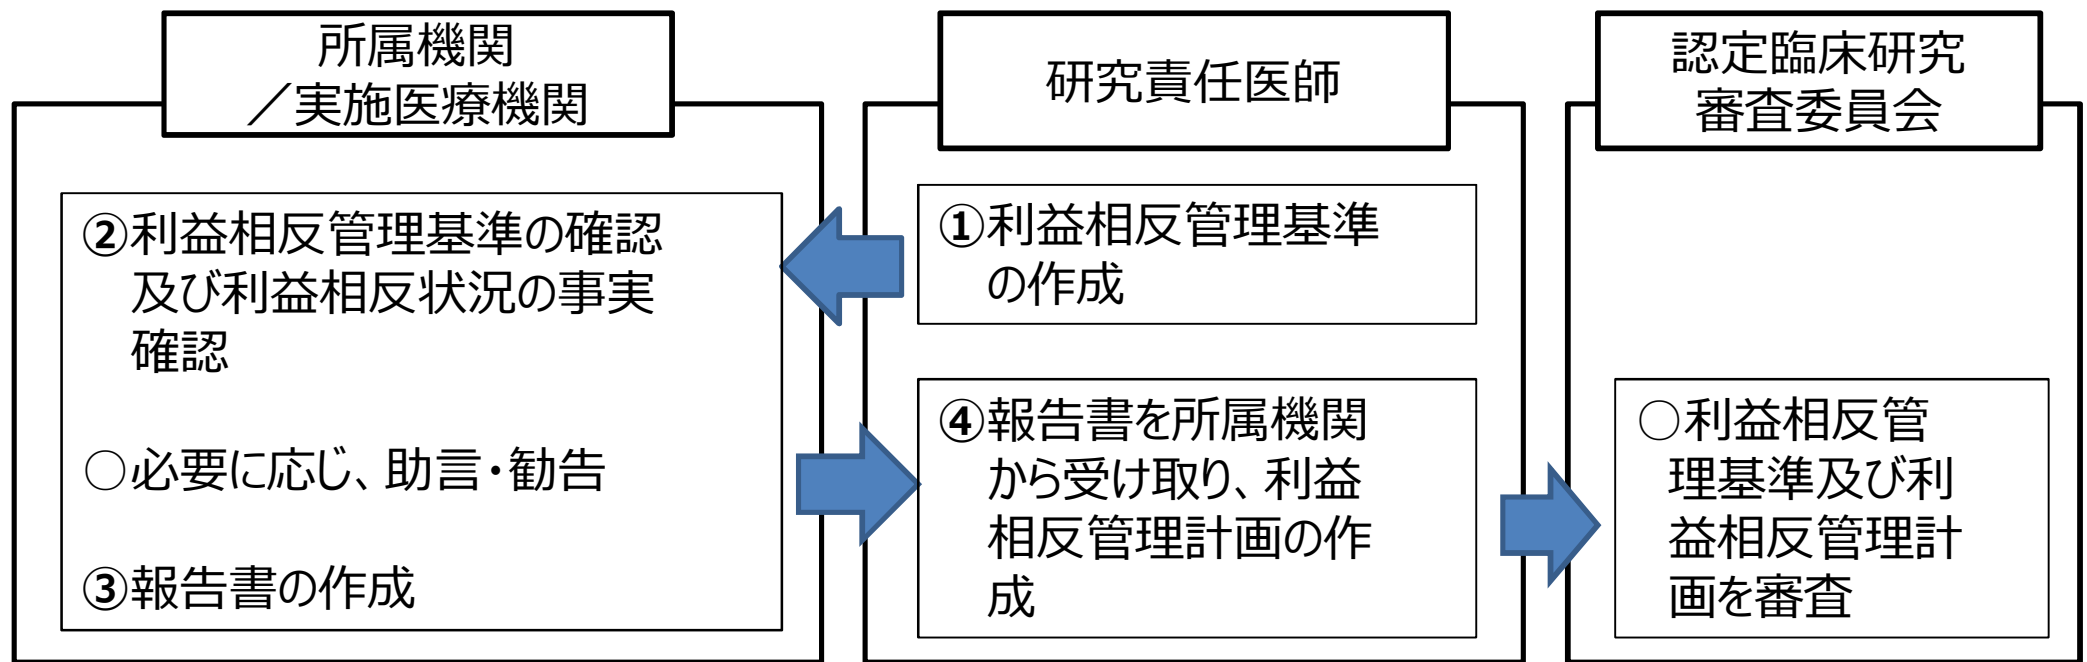 所属機関
／実施医療機関
②利益相反管理基準の確認
及び利益相反状況の事実
確認
○必要に応じ、助言・勧告
③報告書の作成
研究責任医師
①利益相反管理基準
の作成
④報告書を所属機関
から受け取り、利益
相反管理計画の作
成
認定臨床研究
審査委員会
○利益相反管
理基準及び利
益相反管理計
画を審査